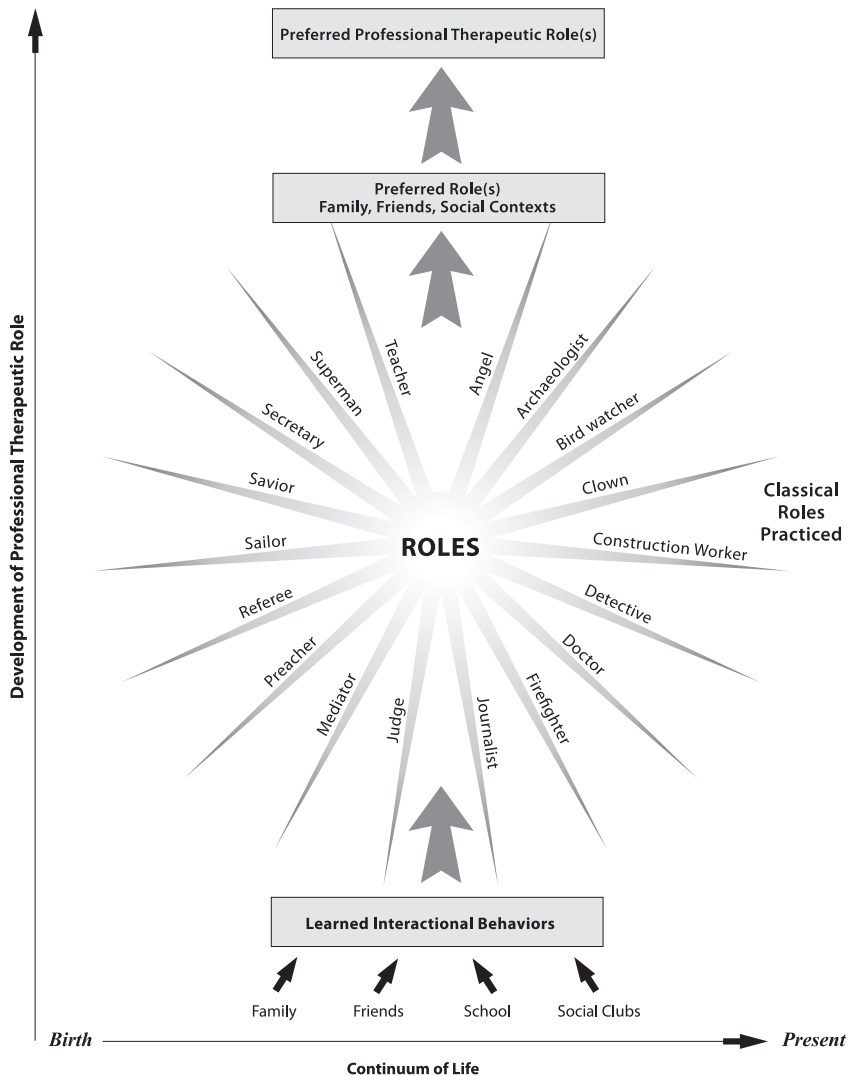 Preferred Professional Therapeutic Role(s)
Preferred Role(s)
Family, Friends, Social Contexts
Development of Professional Therapeutic Role
Teacher
Angel
Superman
Archaeologist
Secretary
Bird watcher
Savior
Clown
Classical
Roles
Practiced
Sailor
ROLES
Construction Worker
Referee
Detective
Preacher
Doctor
Mediator
Firefighter
Judge
Journalist
Learned Interactional Behaviors
Family
Friends
School
Social Clubs
Birth
Present
Continuum of Life